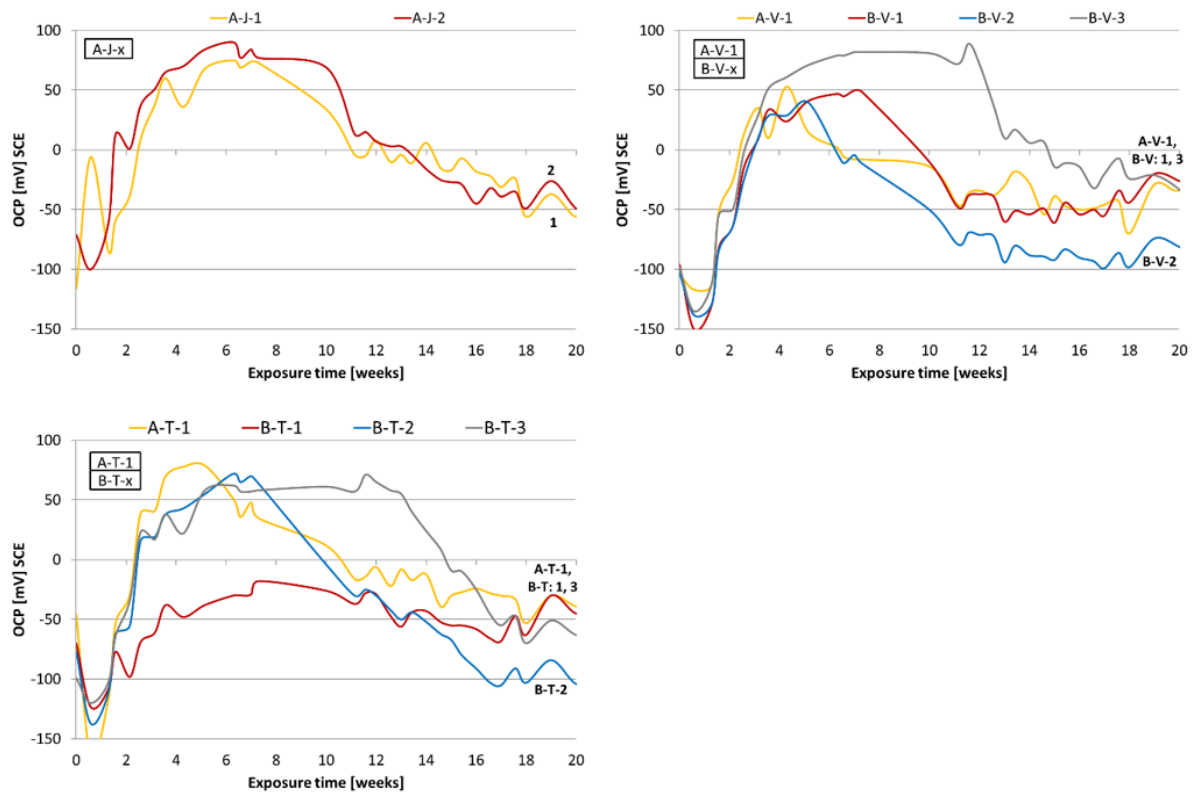 A-J-1 A-J-2
A-J-x
100
50
0
-50
-100
-150
OCP [mV] SCE
2
1
0 2 4 6 8 10 12 14 16 18 20
Exposure time [weeks]
A-V-1 B-V-1 B-V-2 B-V-3
A-V-1
B-V-x
100
50
0
-50
-100
-150
OCP [mV] SCE
A-V-1,
B-V: 1, 3
B-V-2
0 2 4 6 8 10 12 14 16 18 20
Exposure time [weeks]
A-T-1 B-T-1 B-T-2 B-T-3
A-T-1
B-T-x
100
50
0
-50
-100
-150
OCP [mV] SCE
A-T-1,
B-T: 1, 3
B-T-2
0 2 4 6 8 10 12 14 16 18 20
Exposure time [weeks]